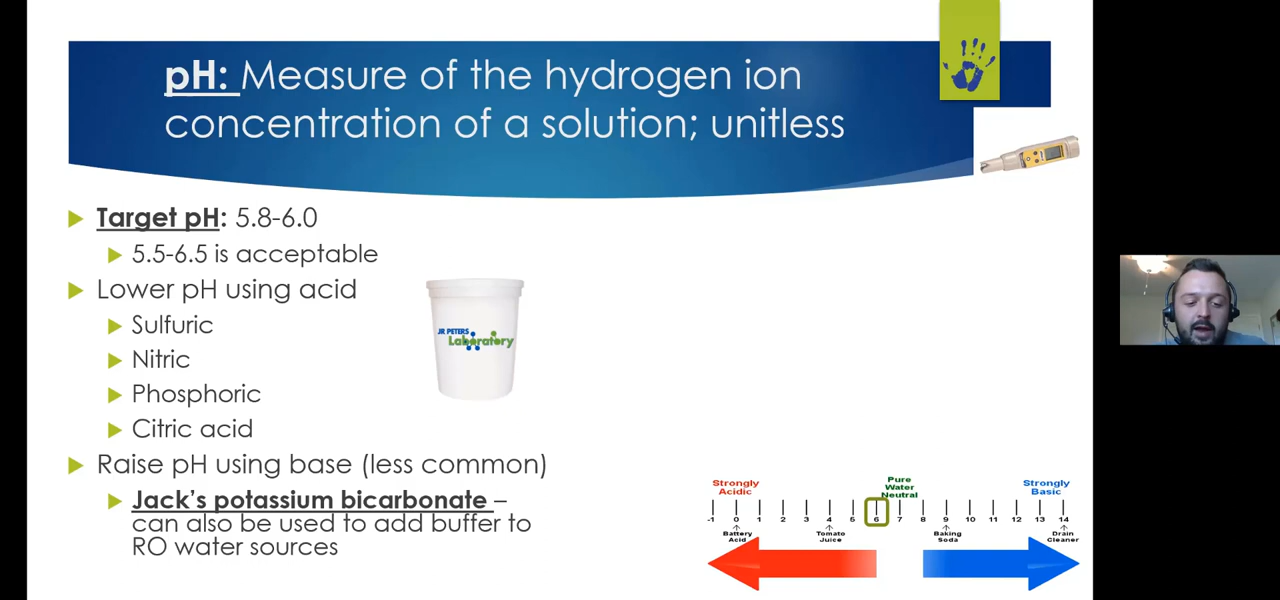 pH: Measure of the hydrogen ion
concentration of a solution; unitless
Target pH: 5.8-6.0
5.5-6.5 is acceptable
Lower pH using acid
Sulfuric
Nitric
Phosphoric
Citric acid
Raise pH using base (less common)
Jack's potassium bicarbonate –
can also be used to add buffer to
RO water sources
JR PETERS
Laboratory
Strongly
Acidic
Pure
Water
Neutral
Strongly
Basic
-1 0 1 2 3 4 5 6 7 8 9 10 11 12 13 14
Battery
Acid
Tomato
Juice
Baking
Soda
Drain
Cleaner